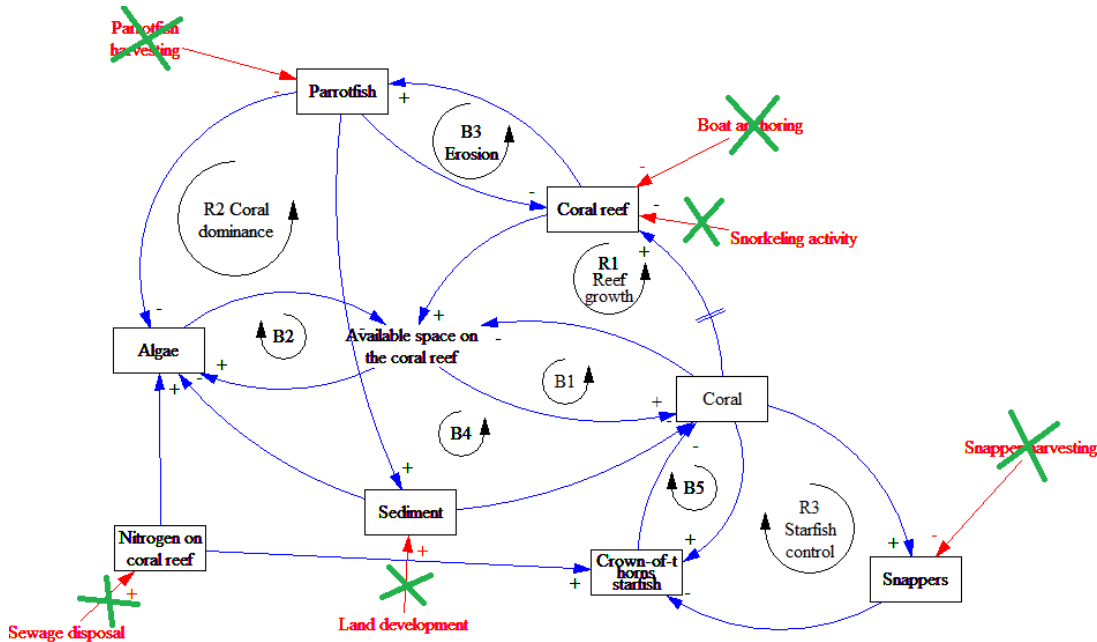 Parrotfish
harvesting
Parrotfish
-
+
B3
Erosion
Boat anchoring
-
-
-
Coral reef
Snorkeling activity
R2 Coral
dominance
+
R1
Reef
growth
-
+
Algae
B2
-
Available space on
the coral reef
-
+
-
+
B1
+
Coral
-
-
B4
B5
Snapper harvesting
+
Sediment
R3
Starfish
control
+
-
+
Nitrogen on
coral reef
+
+
Crown-of-t
horns
starfish
-
Snappers
+
Sewage disposal
Land development